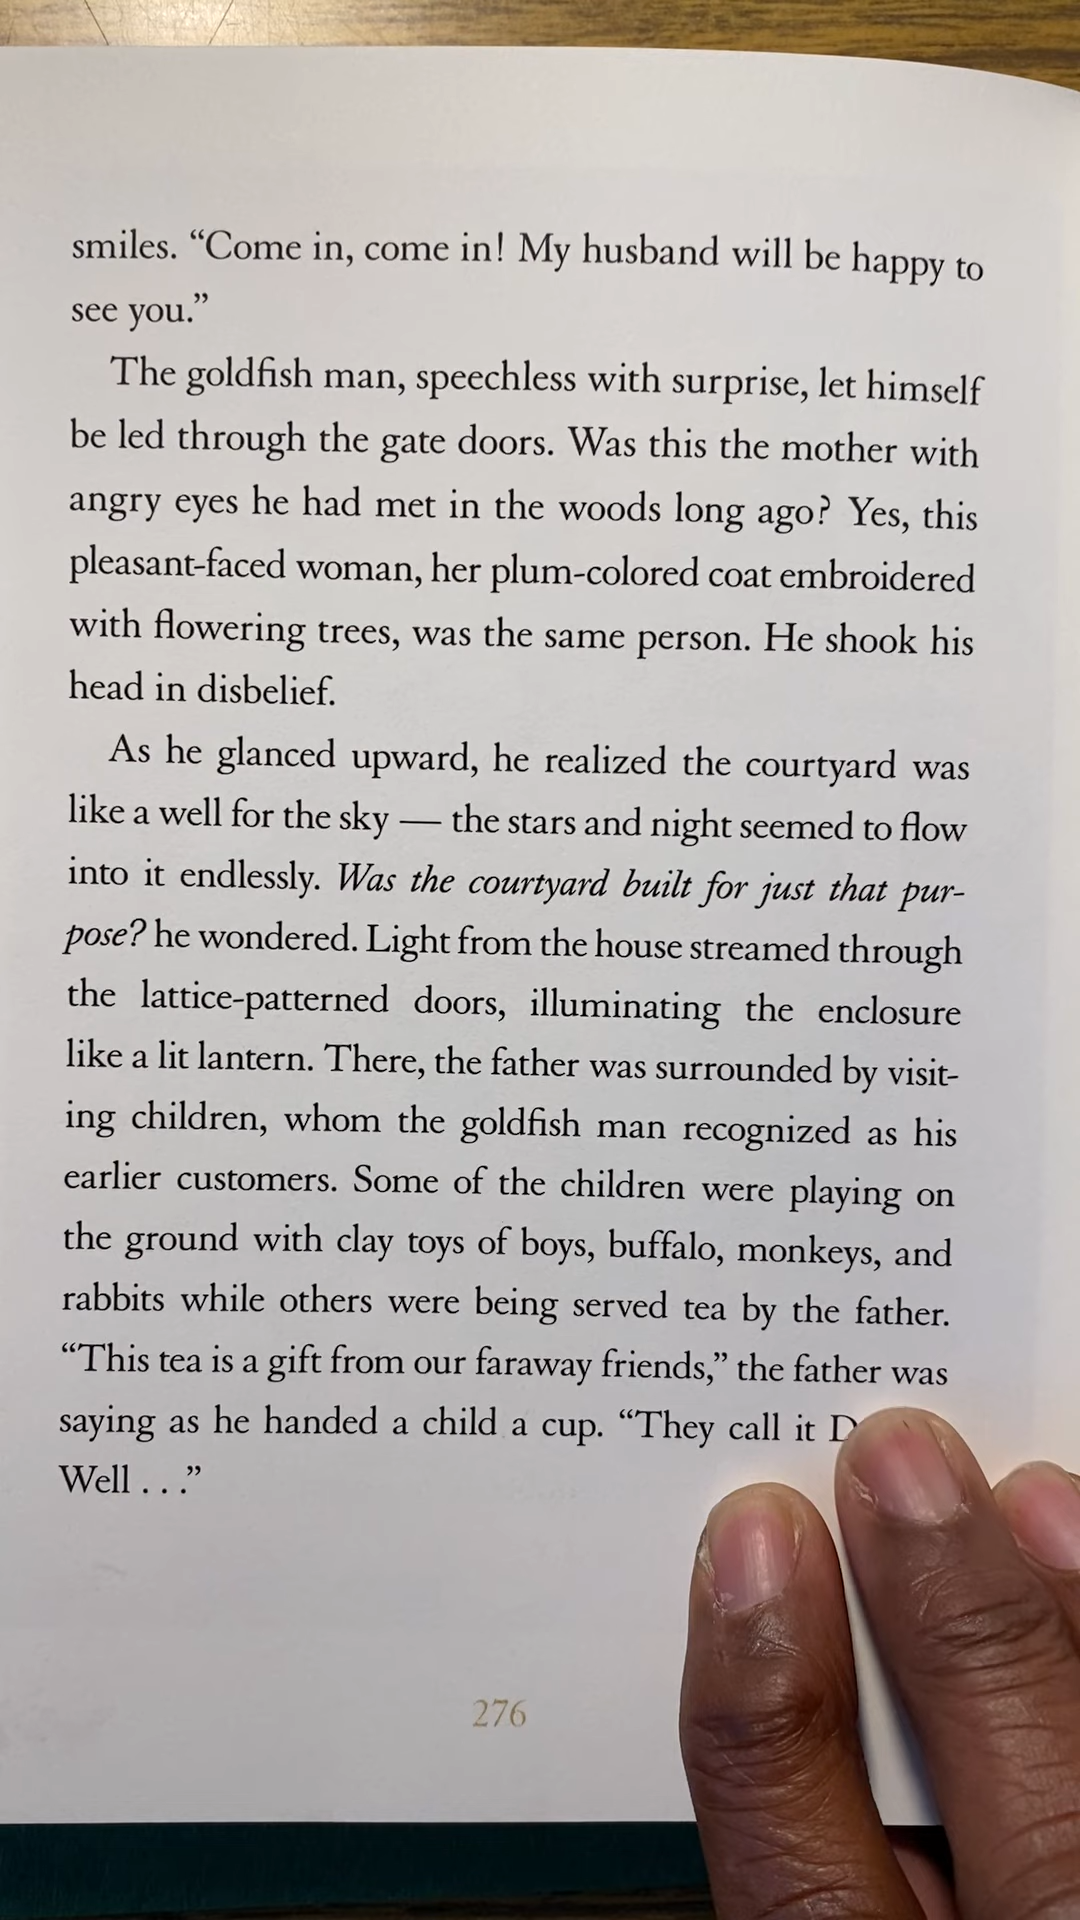 smiles. “Come in, come in! My husband will be happy to
see you.”
The goldfish man, speechless with surprise, let himself
be led through the gate doors. Was this the mother with
angry eyes he had met in the woods long ago? Yes, this
pleasant-faced woman, her plum-colored coat embroidered
with flowering trees, was the same person. He shook his
head in disbelief.
As he glanced upward, he realized the courtyard was
like a well for the sky — the stars and night seemed to flow
into it endlessly. Was the courtyard built for just that pur-
pose? he wondered. Light from the house streamed through
the lattice-patterned doors, illuminating the enclosure
like a lit lantern. There, the father was surrounded by visit-
ing children, whom the goldfish man recognized as his
earlier customers. Some of the children were playing on
the ground with clay toys of boys, buffalo, monkeys, and
rabbits while others were being served tea by the father.
“This tea is a gift from our faraway friends,” the father was
saying as he handed a child a cup. “They call it
Well . . .”
276